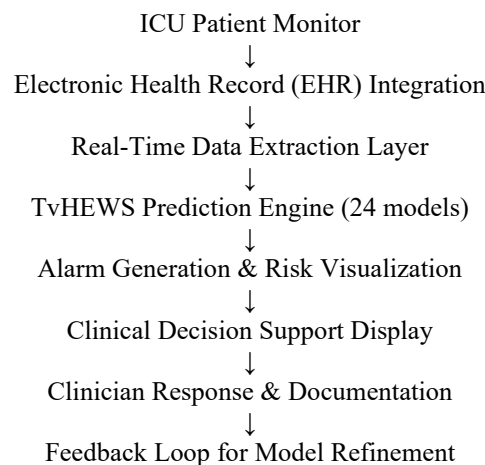 ICU Patient Monitor
↓
Electronic Health Record (EHR) Integration
↓
Real-Time Data Extraction Layer
↓
TvHEWS Prediction Engine (24 models)
↓
Alarm Generation & Risk Visualization
↓
Clinical Decision Support Display
↓
Clinician Response & Documentation
↓
Feedback Loop for Model Refinement